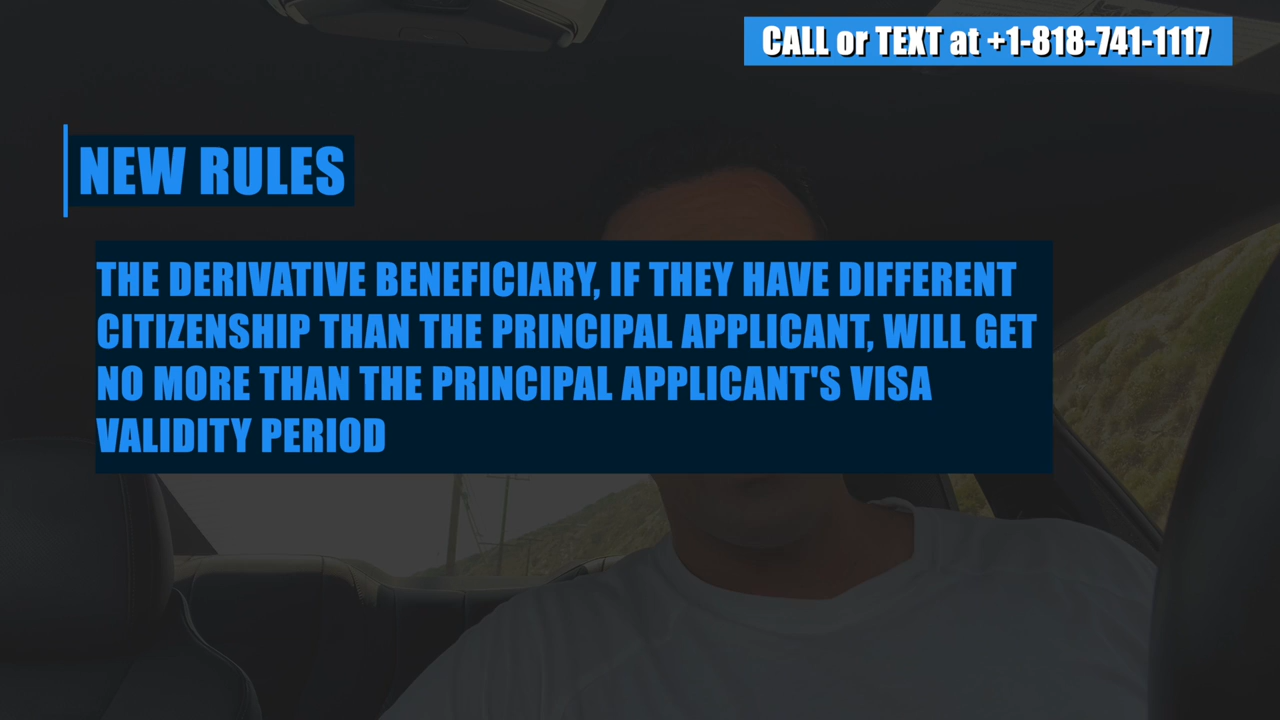 CALL or TEXT at +1-818-741-1117
NEW RULES
THE DERIVATIVE BENEFICIARY, IF THEY HAVE DIFFERENT
CITIZENSHIP THAN THE PRINCIPAL APPLICANT, WILL GET
NO MORE THAN THE PRINCIPAL APPLICANT'S VISA
VALIDITY PERIOD